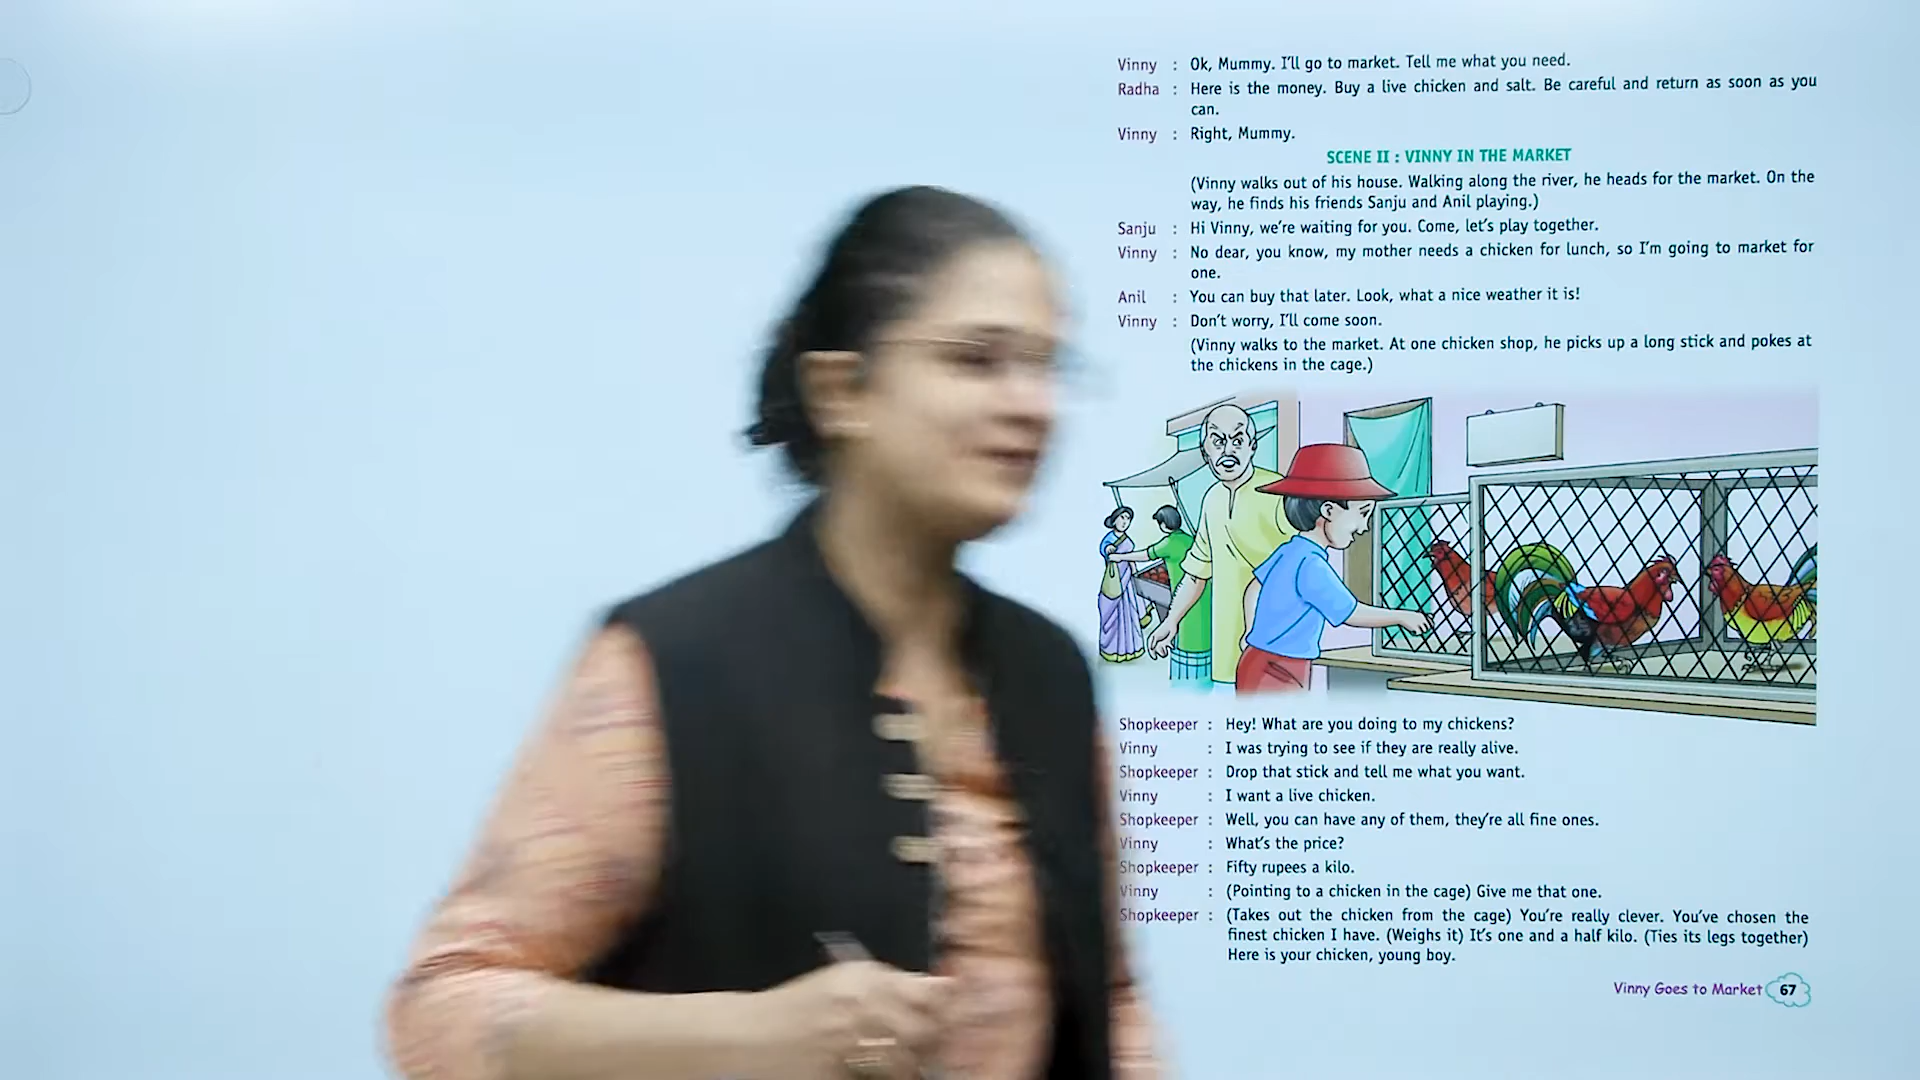 Vinny : Ok, Mummy. I'll go to market. Tell me what you need.
Radha : Here is the money. Buy a live chicken and salt. Be careful and return as soon as you
can.
Vinny : Right, Mummy.
SCENE II : VINNY IN THE MARKET
(Vinny walks out of his house. Walking along the river, he heads for the market. On the
way, he finds his friends Sanju and Anil playing.)
Sanju : Hi Vinny, we're waiting for you. Come, let's play together.
Vinny : No dear, you know, my mother needs a chicken for lunch, so I'm going to market for
one.
Anil : You can buy that later. Look, what a nice weather it is!
Vinny : Don't worry, I'll come soon.
(Vinny walks to the market. At one chicken shop, he picks up a long stick and pokes at
the chickens in the cage.)
Shopkeeper : Hey! What are you doing to my chickens?
Vinny : I was trying to see if they are really alive.
Shopkeeper : Drop that stick and tell me what you want.
Vinny : I want a live chicken.
Shopkeeper : Well, you can have any of them, they're all fine ones.
Vinny : What's the price?
Shopkeeper : Fifty rupees a kilo.
Vinny : (Pointing to a chicken in the cage) Give me that one.
Shopkeeper : (Takes out the chicken from the cage) You're really clever. You've chosen the
finest chicken I have. (Weighs it) It's one and a half kilo. (Ties its legs together)
Here is your chicken, young boy.
Vinny Goes to Market 67